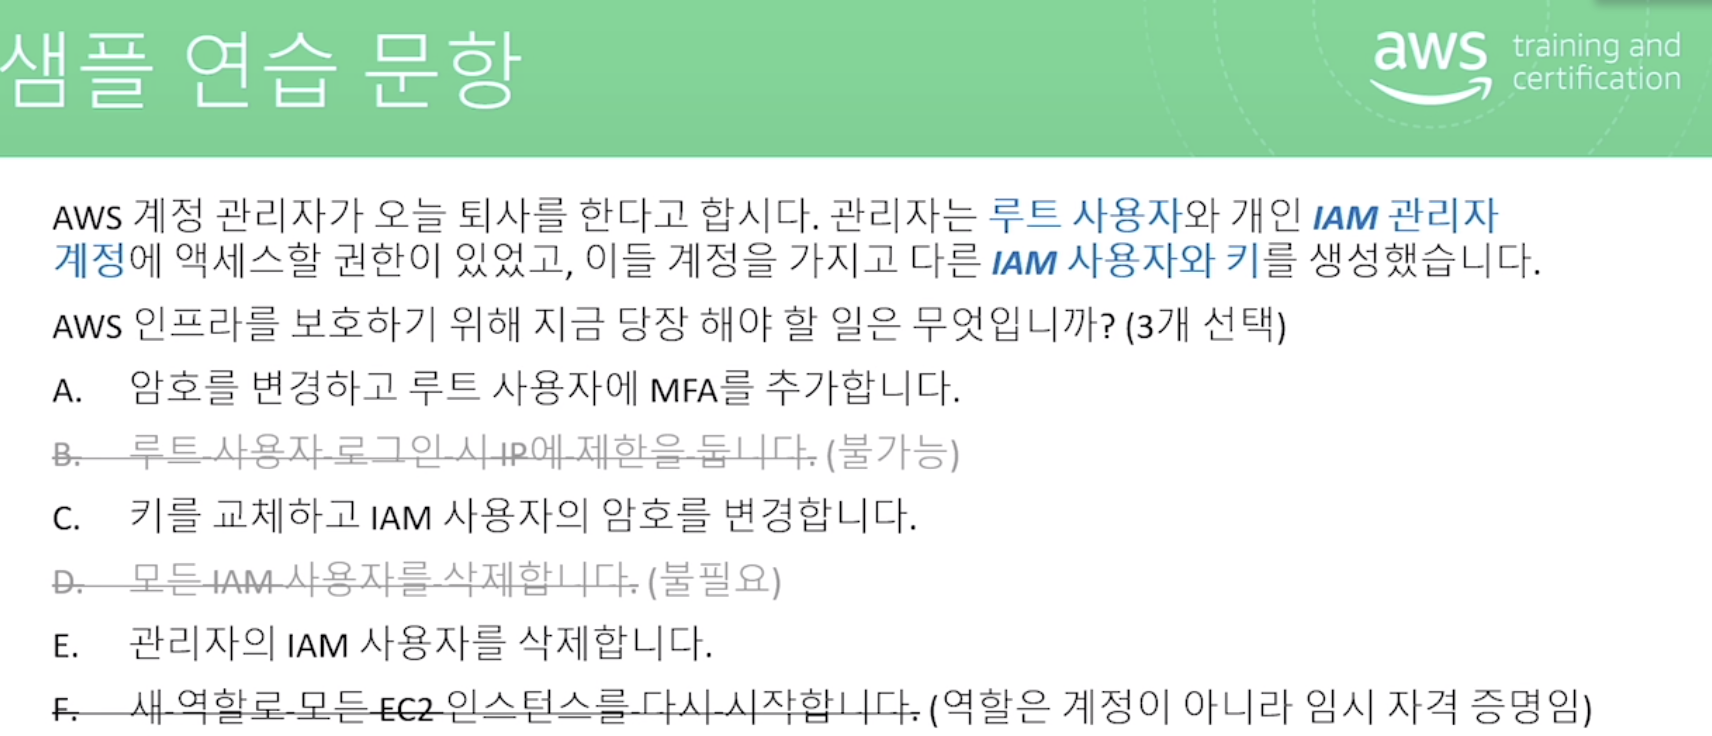 샘플 연습 문항
aws training and certification
AWS 계정 관리자가 오늘 퇴사를 한다고 합시다. 관리자는 루트 사용자와 개인 IAM 관리자
계정에 액세스할 권한이 있었고, 이들 계정을 가지고 다른 IAM 사용자와 키를 생성했습니다.
AWS 인프라를 보호하기 위해 지금 당장 해야 할 일은 무엇입니까? (3개 선택)
A. 암호를 변경하고 루트 사용자에 MFA를 추가합니다.
B. 루트 사용자 로그인 시 IP에 제한을 둡니다. (불가능)
C. 키를 교체하고 IAM 사용자의 암호를 변경합니다.
D. 모든 IAM 사용자를 삭제합니다. (불필요)
E. 관리자의 IAM 사용자를 삭제합니다.
F. 새 역할로 모든 EC2 인스턴스를 다시 시작합니다. (역할은 계정이 아니라 임시 자격 증명임)